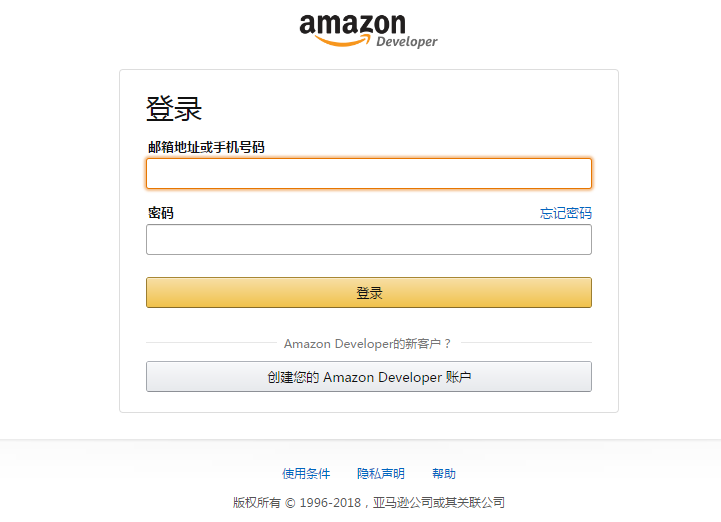 amazon
Developer
登录
邮箱地址或手机号码
密码 忘记密码
登录
Amazon Developer的新客户？
创建您的 Amazon Developer 账户
使用条件 隐私声明 帮助
版权所有 © 1996-2018，亚马逊公司或其关联公司